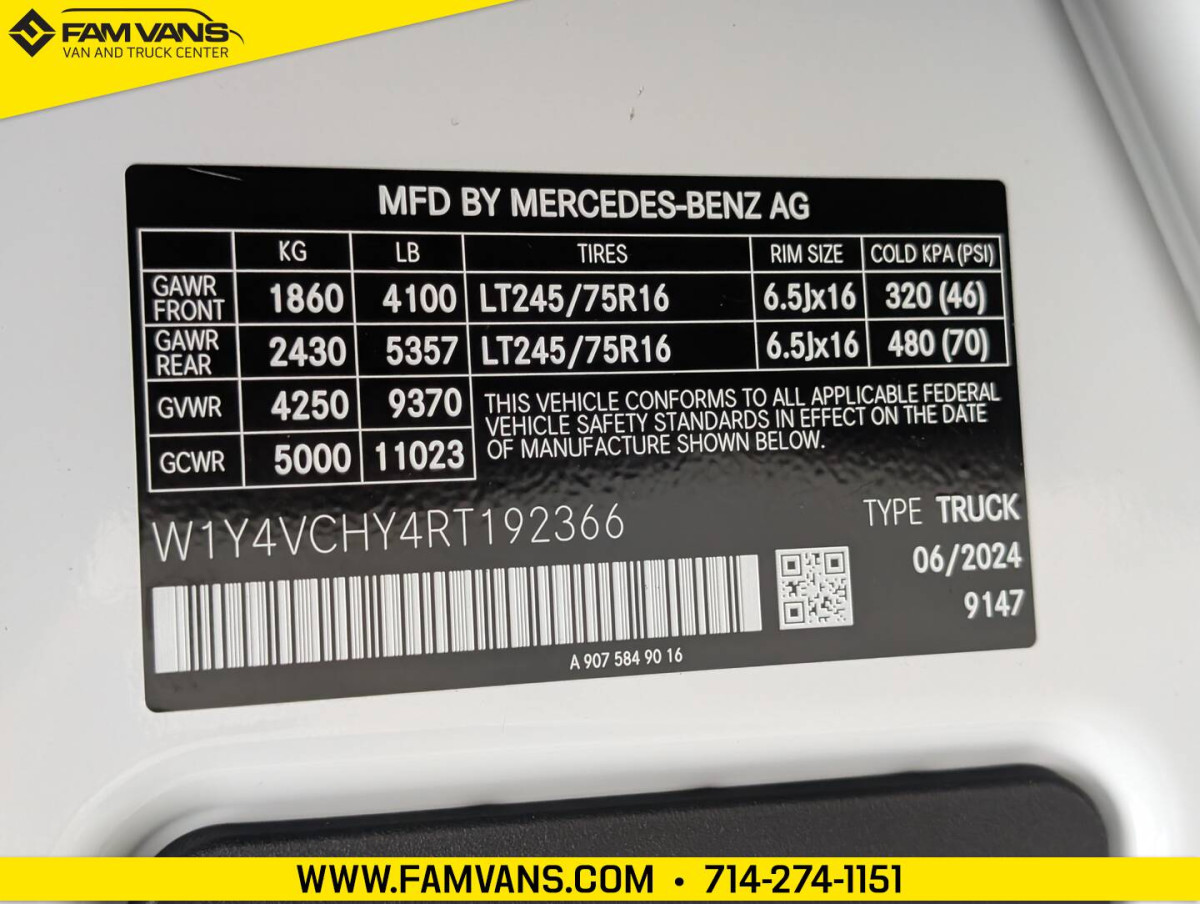 FAM VANS
VAN AND TRUCK CENTER
MFD BY MERCEDES-BENZ AG
KG LB TIRES RIM SIZE COLD KPA (PSI)
GAWR FRONT 1860 4100 LT245/75R16 6.5Jx16 320 (46)
GAWR REAR 2430 5357 LT245/75R16 6.5Jx16 480 (70)
GVWR 4250 9370
GCWR 5000 11023
THIS VEHICLE CONFORMS TO ALL APPLICABLE FEDERAL
VEHICLE SAFETY STANDARDS IN EFFECT ON THE DATE
OF MANUFACTURE SHOWN BELOW.
W1Y4VCHY4RT192366
TYPE TRUCK
06/2024
9147
A 907 584 90 16
WWW.FAMVANS.COM • 714-274-1151